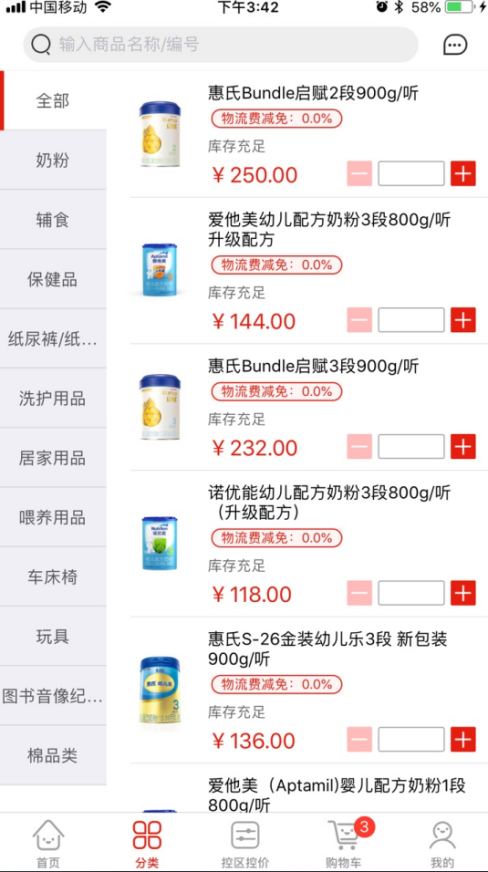 中国移动
下午3:42
58%
输入商品名称/编号
全部
奶粉
辅食
保健品
纸尿裤/纸...
洗护用品
居家用品
喂养用品
车床椅
玩具
图书音像纪...
棉品类
惠氏Bundle启赋2段900g/听
物流费减免：0.0%
库存充足
￥250.00
爱他美幼儿配方奶粉3段800g/听
升级配方
物流费减免：0.0%
库存充足
￥144.00
惠氏Bundle启赋3段900g/听
物流费减免：0.0%
库存充足
￥232.00
诺优能幼儿配方奶粉3段800g/听
（升级配方）
物流费减免：0.0%
库存充足
￥118.00
惠氏S-26金装幼儿乐3段 新包装
900g/听
物流费减免：0.0%
库存充足
￥136.00
爱他美（Aptamil)婴儿配方奶粉1段
800g/听
首页
分类
控区控价
3
购物车
我的